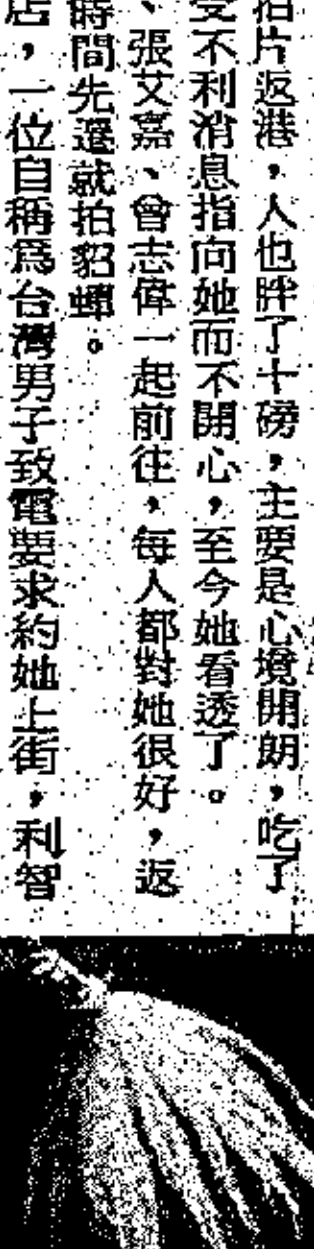 拍片返港，人也胖了十磅，主要是心境開朗，吃了
受不利消息指向她而不開心，至今她看透了。
、張艾嘉、曾志偉一起前往，每人都對她很好，返
時間先選就拍貂蟬。
店，一位自稱爲台灣男子致電要求約她上街，利智